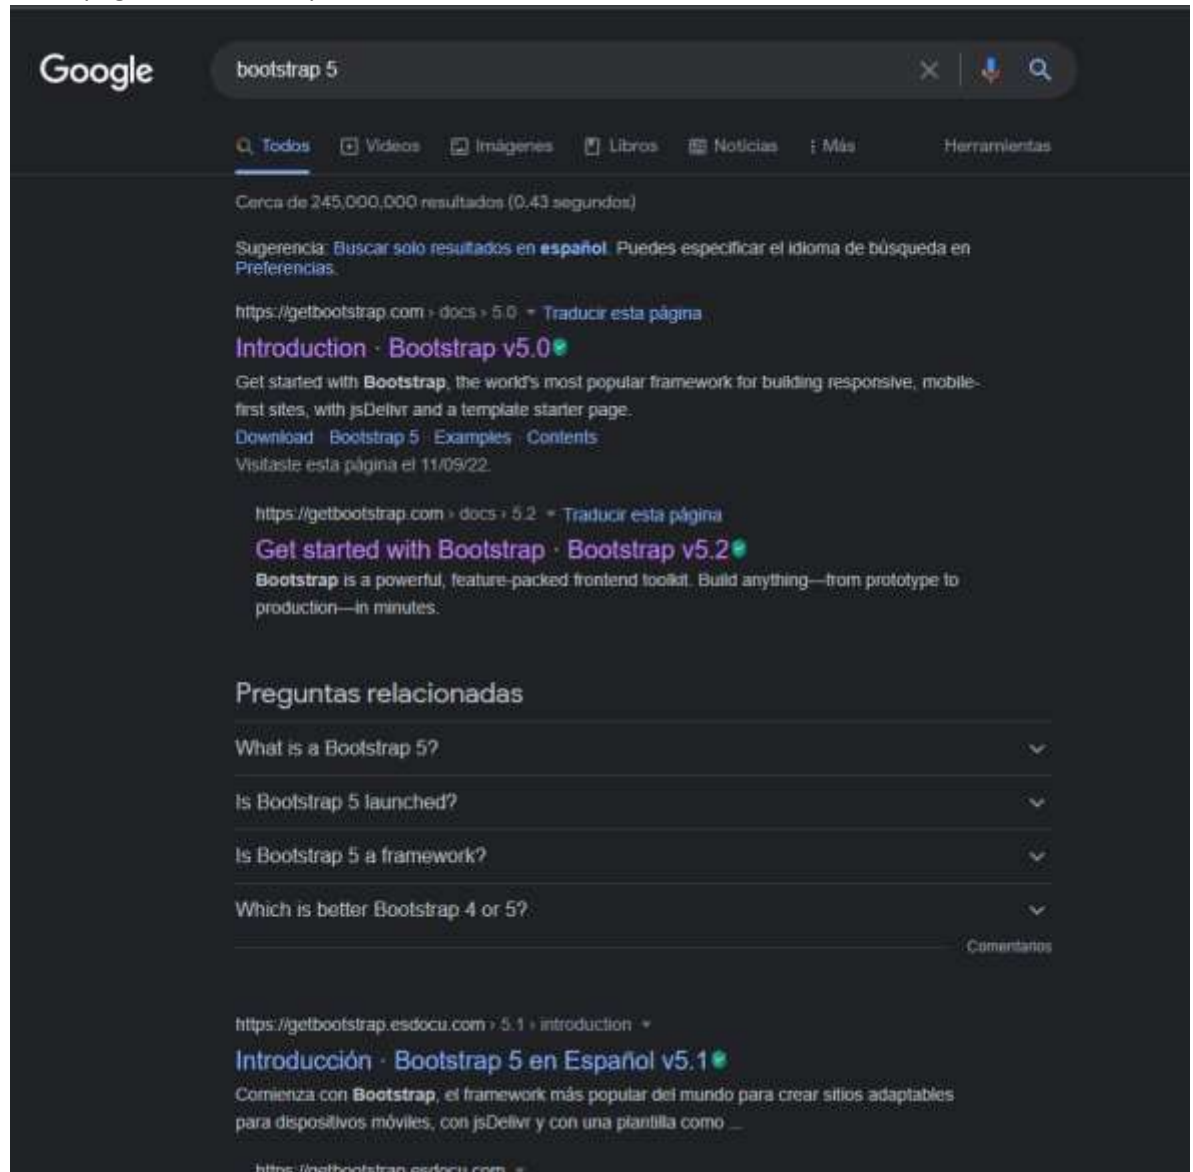 Google
bootstrap 5
Todos Videos Imágenes Libros Noticias Más Herramientas
Cerca de 245,000,000 resultados (0.43 segundos)
Sugerencia: Buscar solo resultados en español. Puedes especificar el idioma de búsqueda en
Preferencias.
https://getbootstrap.com › docs › 5.0 Traducir esta página
Introduction · Bootstrap v5.0
Get started with Bootstrap, the world's most popular framework for building responsive, mobile-
first sites, with jsDelivr and a template starter page.
Download Bootstrap 5 Examples Contents
Visitaste esta página el 11/09/22.
https://getbootstrap.com › docs › 5.2 Traducir esta página
Get started with Bootstrap · Bootstrap v5.2
Bootstrap is a powerful, feature-packed frontend toolkit. Build anything—from prototype to
production—in minutes.
Preguntas relacionadas
What is a Bootstrap 5?
Is Bootstrap 5 launched?
Is Bootstrap 5 a framework?
Which is better Bootstrap 4 or 5?
Comentarios
https://getbootstrap.esdocu.com › 5.1 › introduction
Introducción · Bootstrap 5 en Español v5.1
Comienza con Bootstrap, el framework más popular del mundo para crear sitios adaptables
para dispositivos móviles, con jsDelivr y con una plantilla como ...
https://getbootstrap.esdocu.com